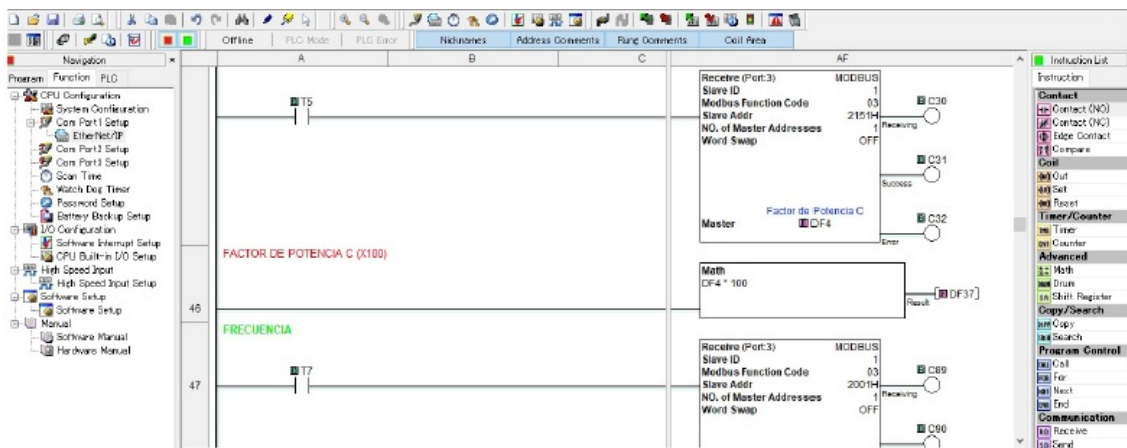 Offline
PLC Mode
PLC Error
Nicknames
Address Comments
Rung Comments
Coil Area
Navigation
Program Function PLC
CPU Configuration
System Configuration
Com Port1 Setup
EtherNet/IP
Com Port2 Setup
Com Port3 Setup
Scan Time
Watch Dog Timer
Password Setup
Battery Backup Setup
I/O Configuration
Software Interrupt Setup
CPU Built-in I/O Setup
High Speed Input
High Speed Input Setup
Software Setup
Software Setup
Manual
Software Manual
Hardware Manual
A B C AF
T5
Receive (Port:3) MODBUS
Slave ID 1
Modbus Function Code 03
Slave Addr 2151H
NO. of Master Addresses 1
Word Swap OFF
Factor de Potencia C
Master DF4
C30
Receiving
C31
Success
C32
Error
FACTOR DE POTENCIA C (X100)
46
Math
DF4 * 100
Result
DF37
FRECUENCIA
47
T7
Receive (Port:3) MODBUS
Slave ID 1
Modbus Function Code 03
Slave Addr 2001H
NO. of Master Addresses 1
Word Swap OFF
C89
Receiving
C90
Instruction List
Instruction
Contact
Contact (NO)
Contact (NC)
Edge Contact
Compare
Coil
Out
Set
Reset
Timer/Counter
Timer
Counter
Advanced
Math
Drum
Shift Register
Copy/Search
Copy
Search
Program Control
Call
For
Next
End
Communication
Receive
Send